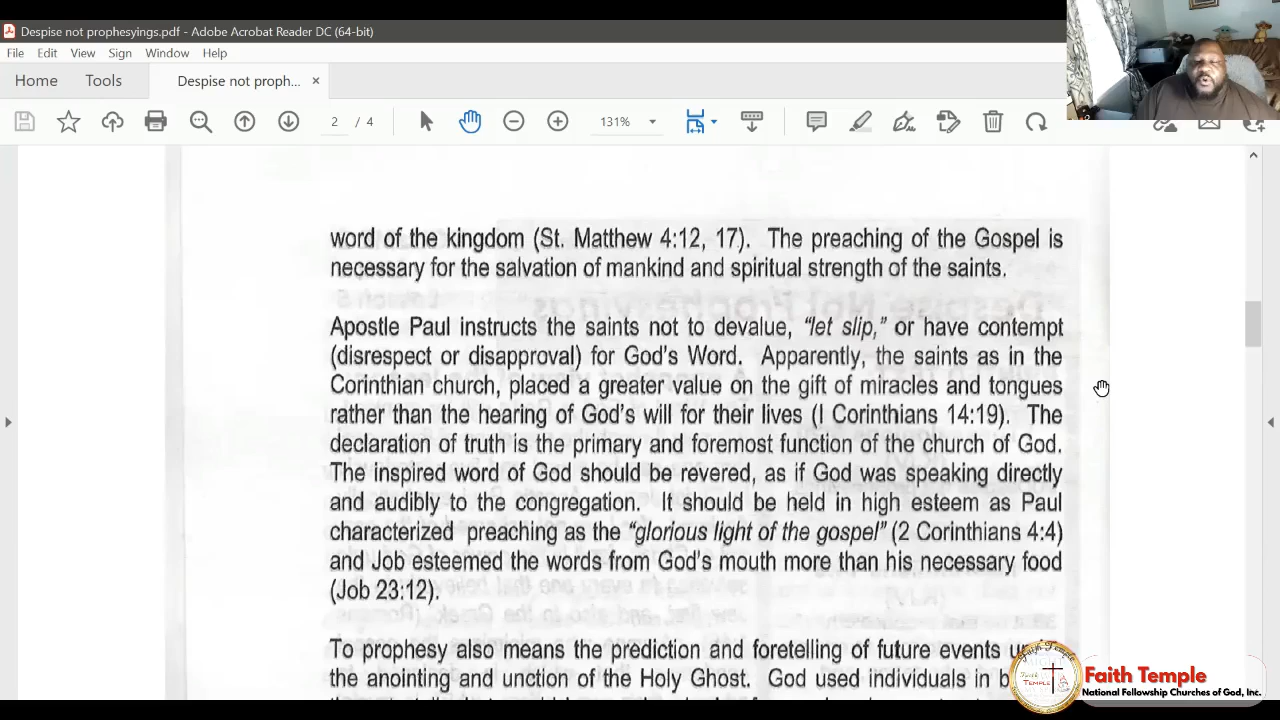 Despise not prophesyings.pdf - Adobe Acrobat Reader DC (64-bit)
File Edit View Sign Window Help
Home Tools Despise not proph... ×
2 / 4 131%
word of the kingdom (St. Matthew 4:12, 17). The preaching of the Gospel is
necessary for the salvation of mankind and spiritual strength of the saints.
Apostle Paul instructs the saints not to devalue, “let slip,” or have contempt
(disrespect or disapproval) for God's Word. Apparently, the saints as in the
Corinthian church, placed a greater value on the gift of miracles and tongues
rather than the hearing of God's will for their lives (I Corinthians 14:19). The
declaration of truth is the primary and foremost function of the church of God.
The inspired word of God should be revered, as if God was speaking directly
and audibly to the congregation. It should be held in high esteem as Paul
characterized preaching as the “glorious light of the gospel” (2 Corinthians 4:4)
and Job esteemed the words from God's mouth more than his necessary food
(Job 23:12).
To prophesy also means the prediction and foretelling of future events
the anointing and unction of the Holy Ghost. God used individuals in
Faith Temple
National Fellowship Churches of God, Inc.